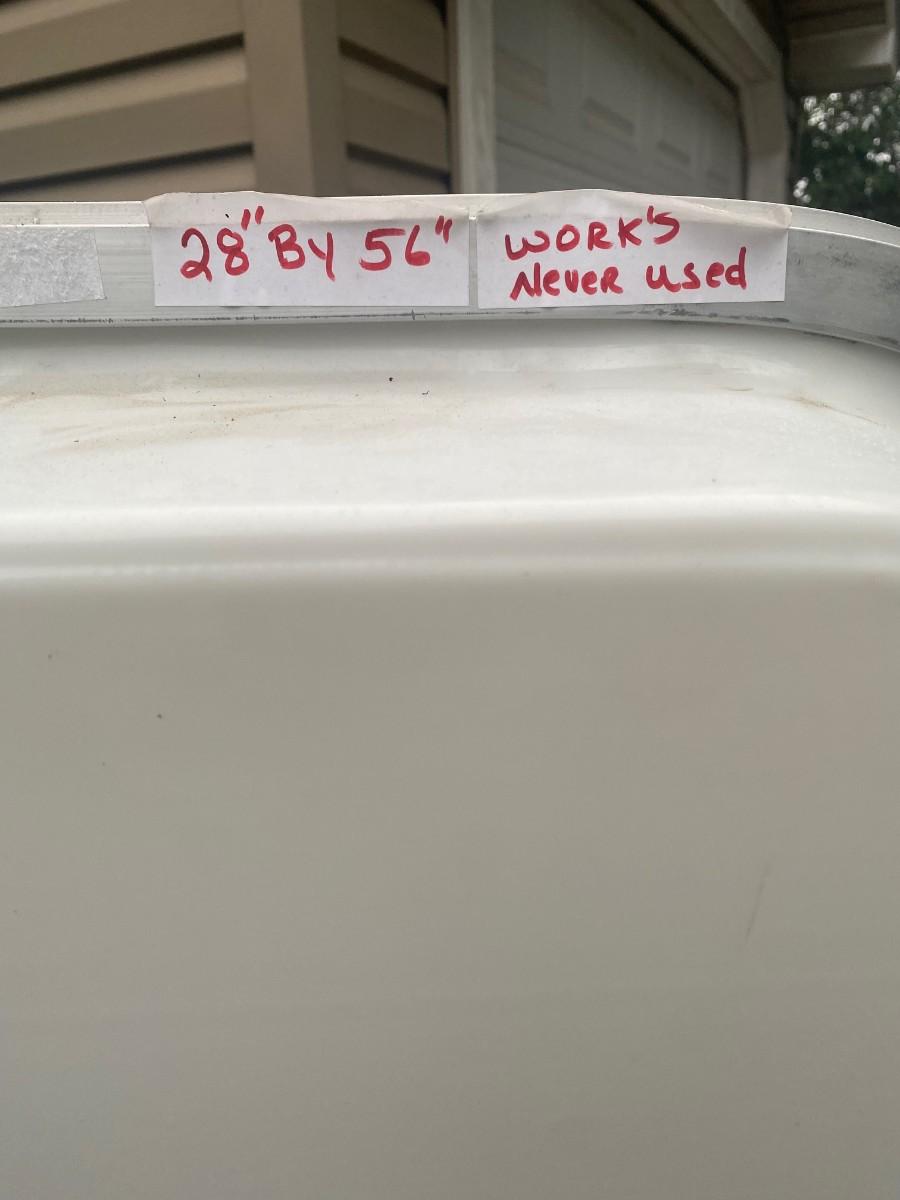 28" By 56"
WORK'S
Never used